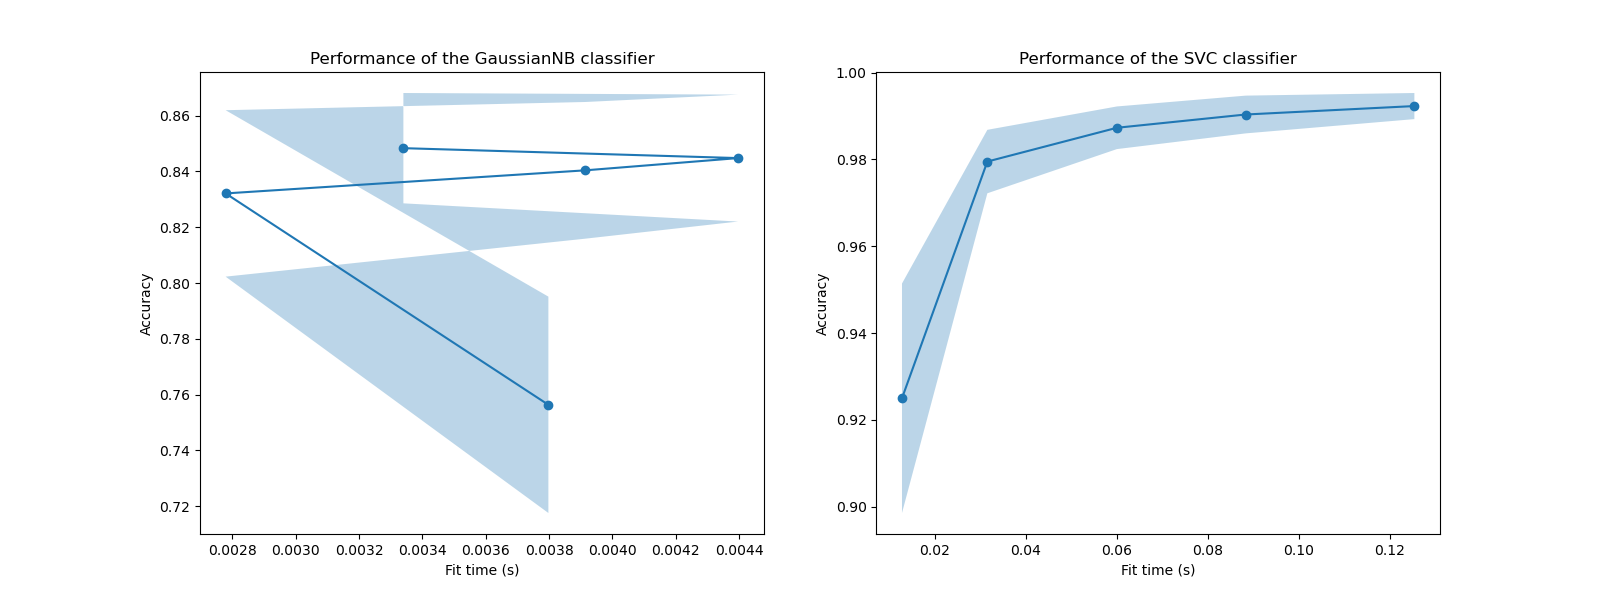 Performance of the GaussianNB classifier
Accuracy
0.86
0.84
0.82
0.80
0.78
0.76
0.74
0.72
0.0028 0.0030 0.0032 0.0034 0.0036 0.0038 0.0040 0.0042 0.0044
Fit time (s)
Performance of the SVC classifier
Accuracy
1.00
0.98
0.96
0.94
0.92
0.90
0.02 0.04 0.06 0.08 0.10 0.12
Fit time (s)